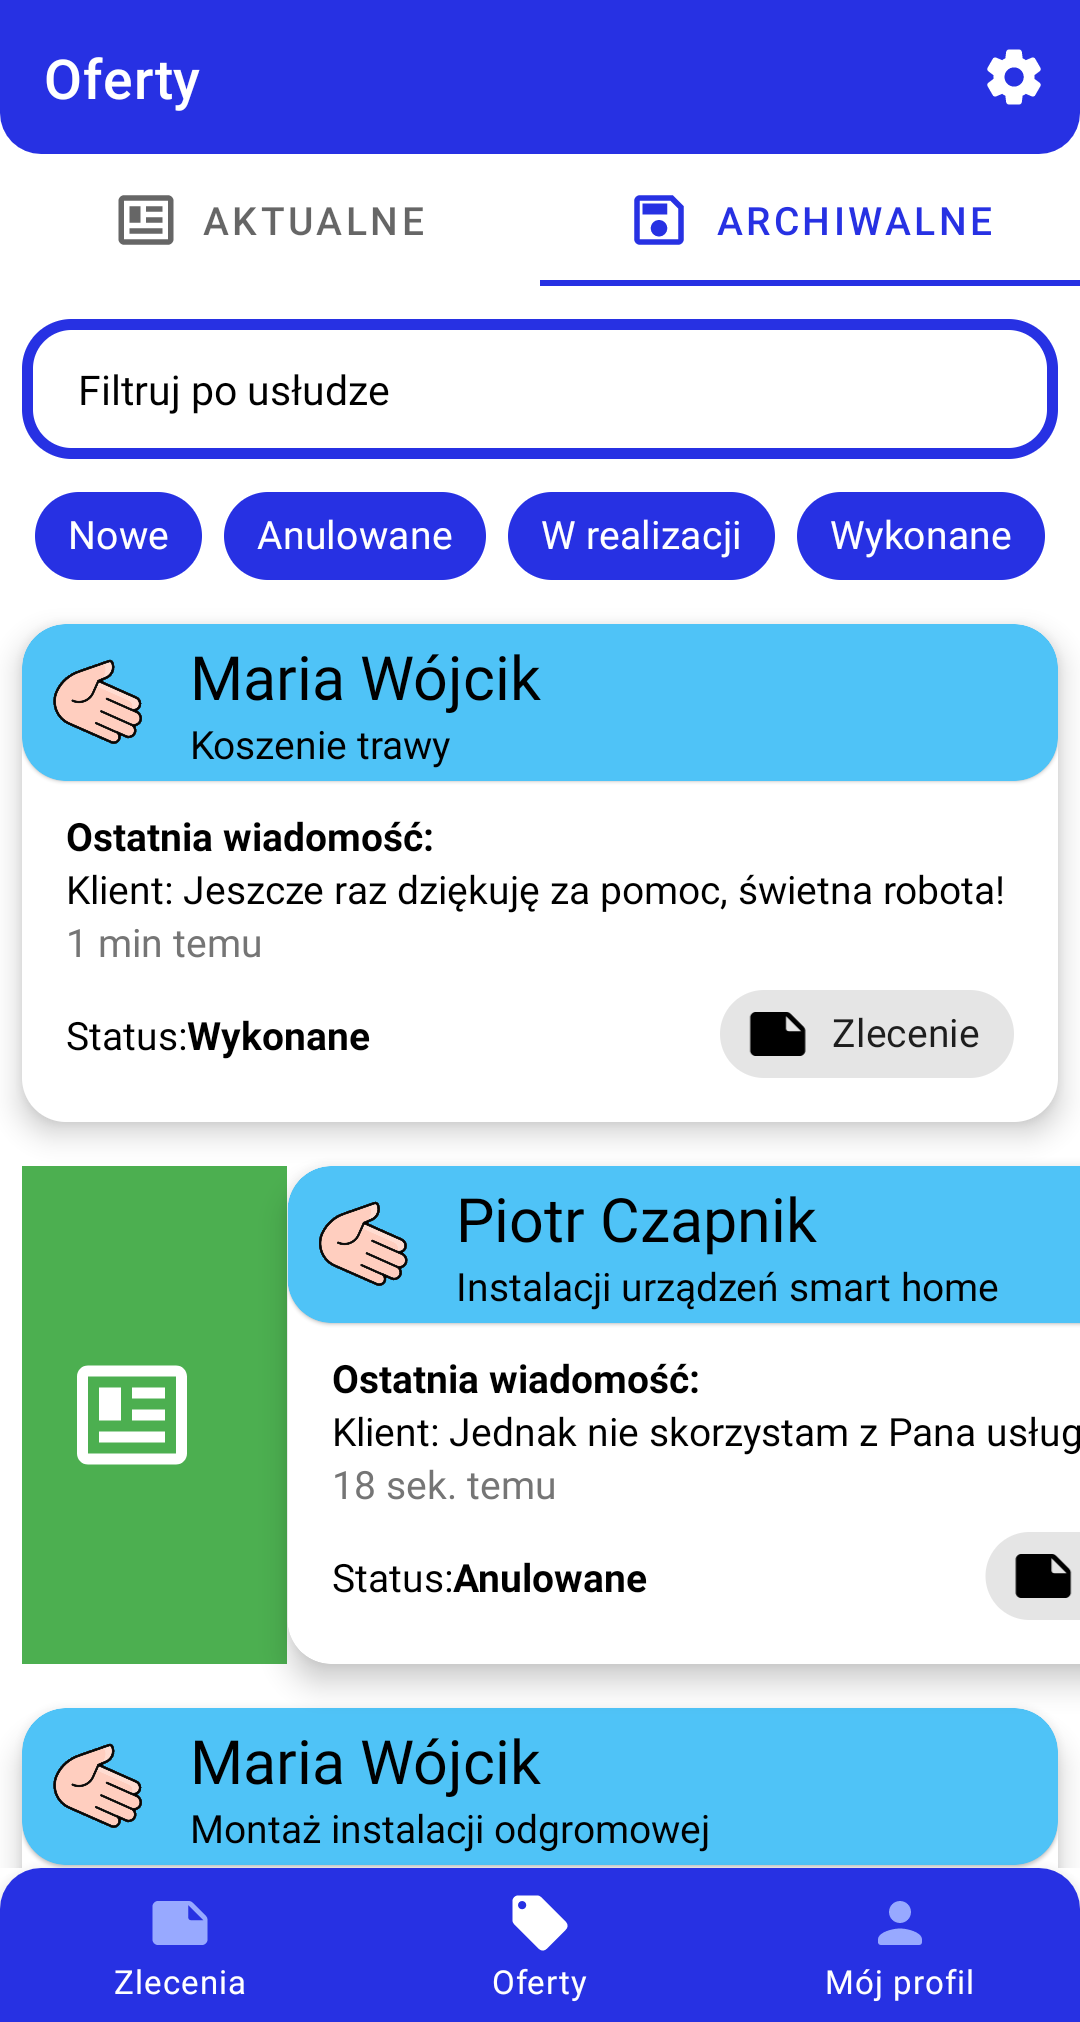 Oferty
AKTUALNE
ARCHIWALNE
Filtruj po usłudze
Nowe
Anulowane
W realizacji
Wykonane
Maria Wójcik
Koszenie trawy
Ostatnia wiadomość:
Klient: Jeszcze raz dziękuję za pomoc, świetna robota!
1 min temu
Status:Wykonane
Zlecenie
Piotr Czapnik
Instalacji urządzeń smart home
Ostatnia wiadomość:
Klient: Jednak nie skorzystam z Pana usług
18 sek. temu
Status:Anulowane
Maria Wójcik
Montaż instalacji odgromowej
Zlecenia
Oferty
Mój profil